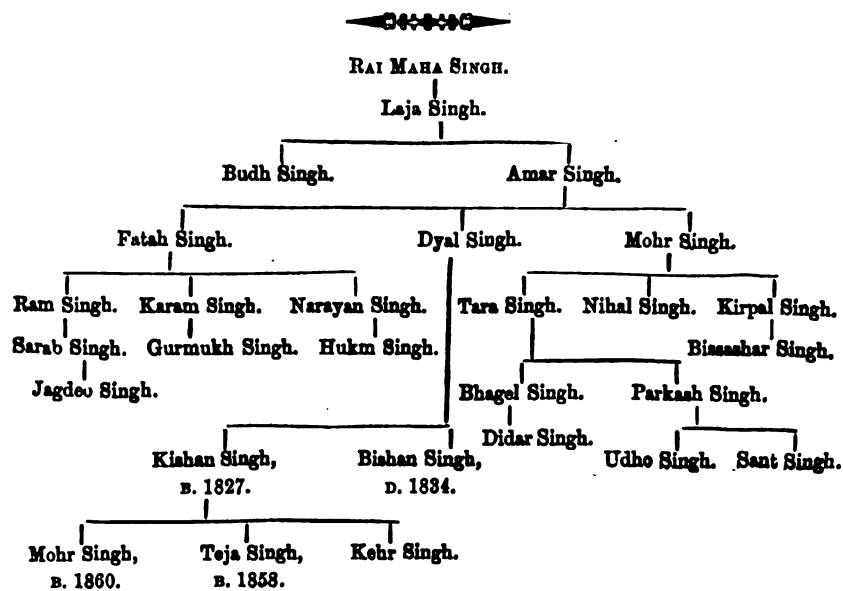 RAI MAHA SINGH.
Laja Singh.
Budh Singh. Amar Singh.
Fatah Singh. Dyal Singh. Mohr Singh.
Ram Singh. Karam Singh. Narayan Singh. Tara Singh. Nihal Singh. Kirpal Singh.
Sarab Singh. Gurmukh Singh. Hukm Singh. Bissashar Singh.
Jagdeo Singh. Bhagel Singh. Parkash Singh.
Didar Singh.
Kishan Singh, Bishan Singh, Udho Singh. Sant Singh.
B. 1827. D. 1834.
Mohr Singh, Teja Singh, Kehr Singh.
B. 1860. B. 1858.